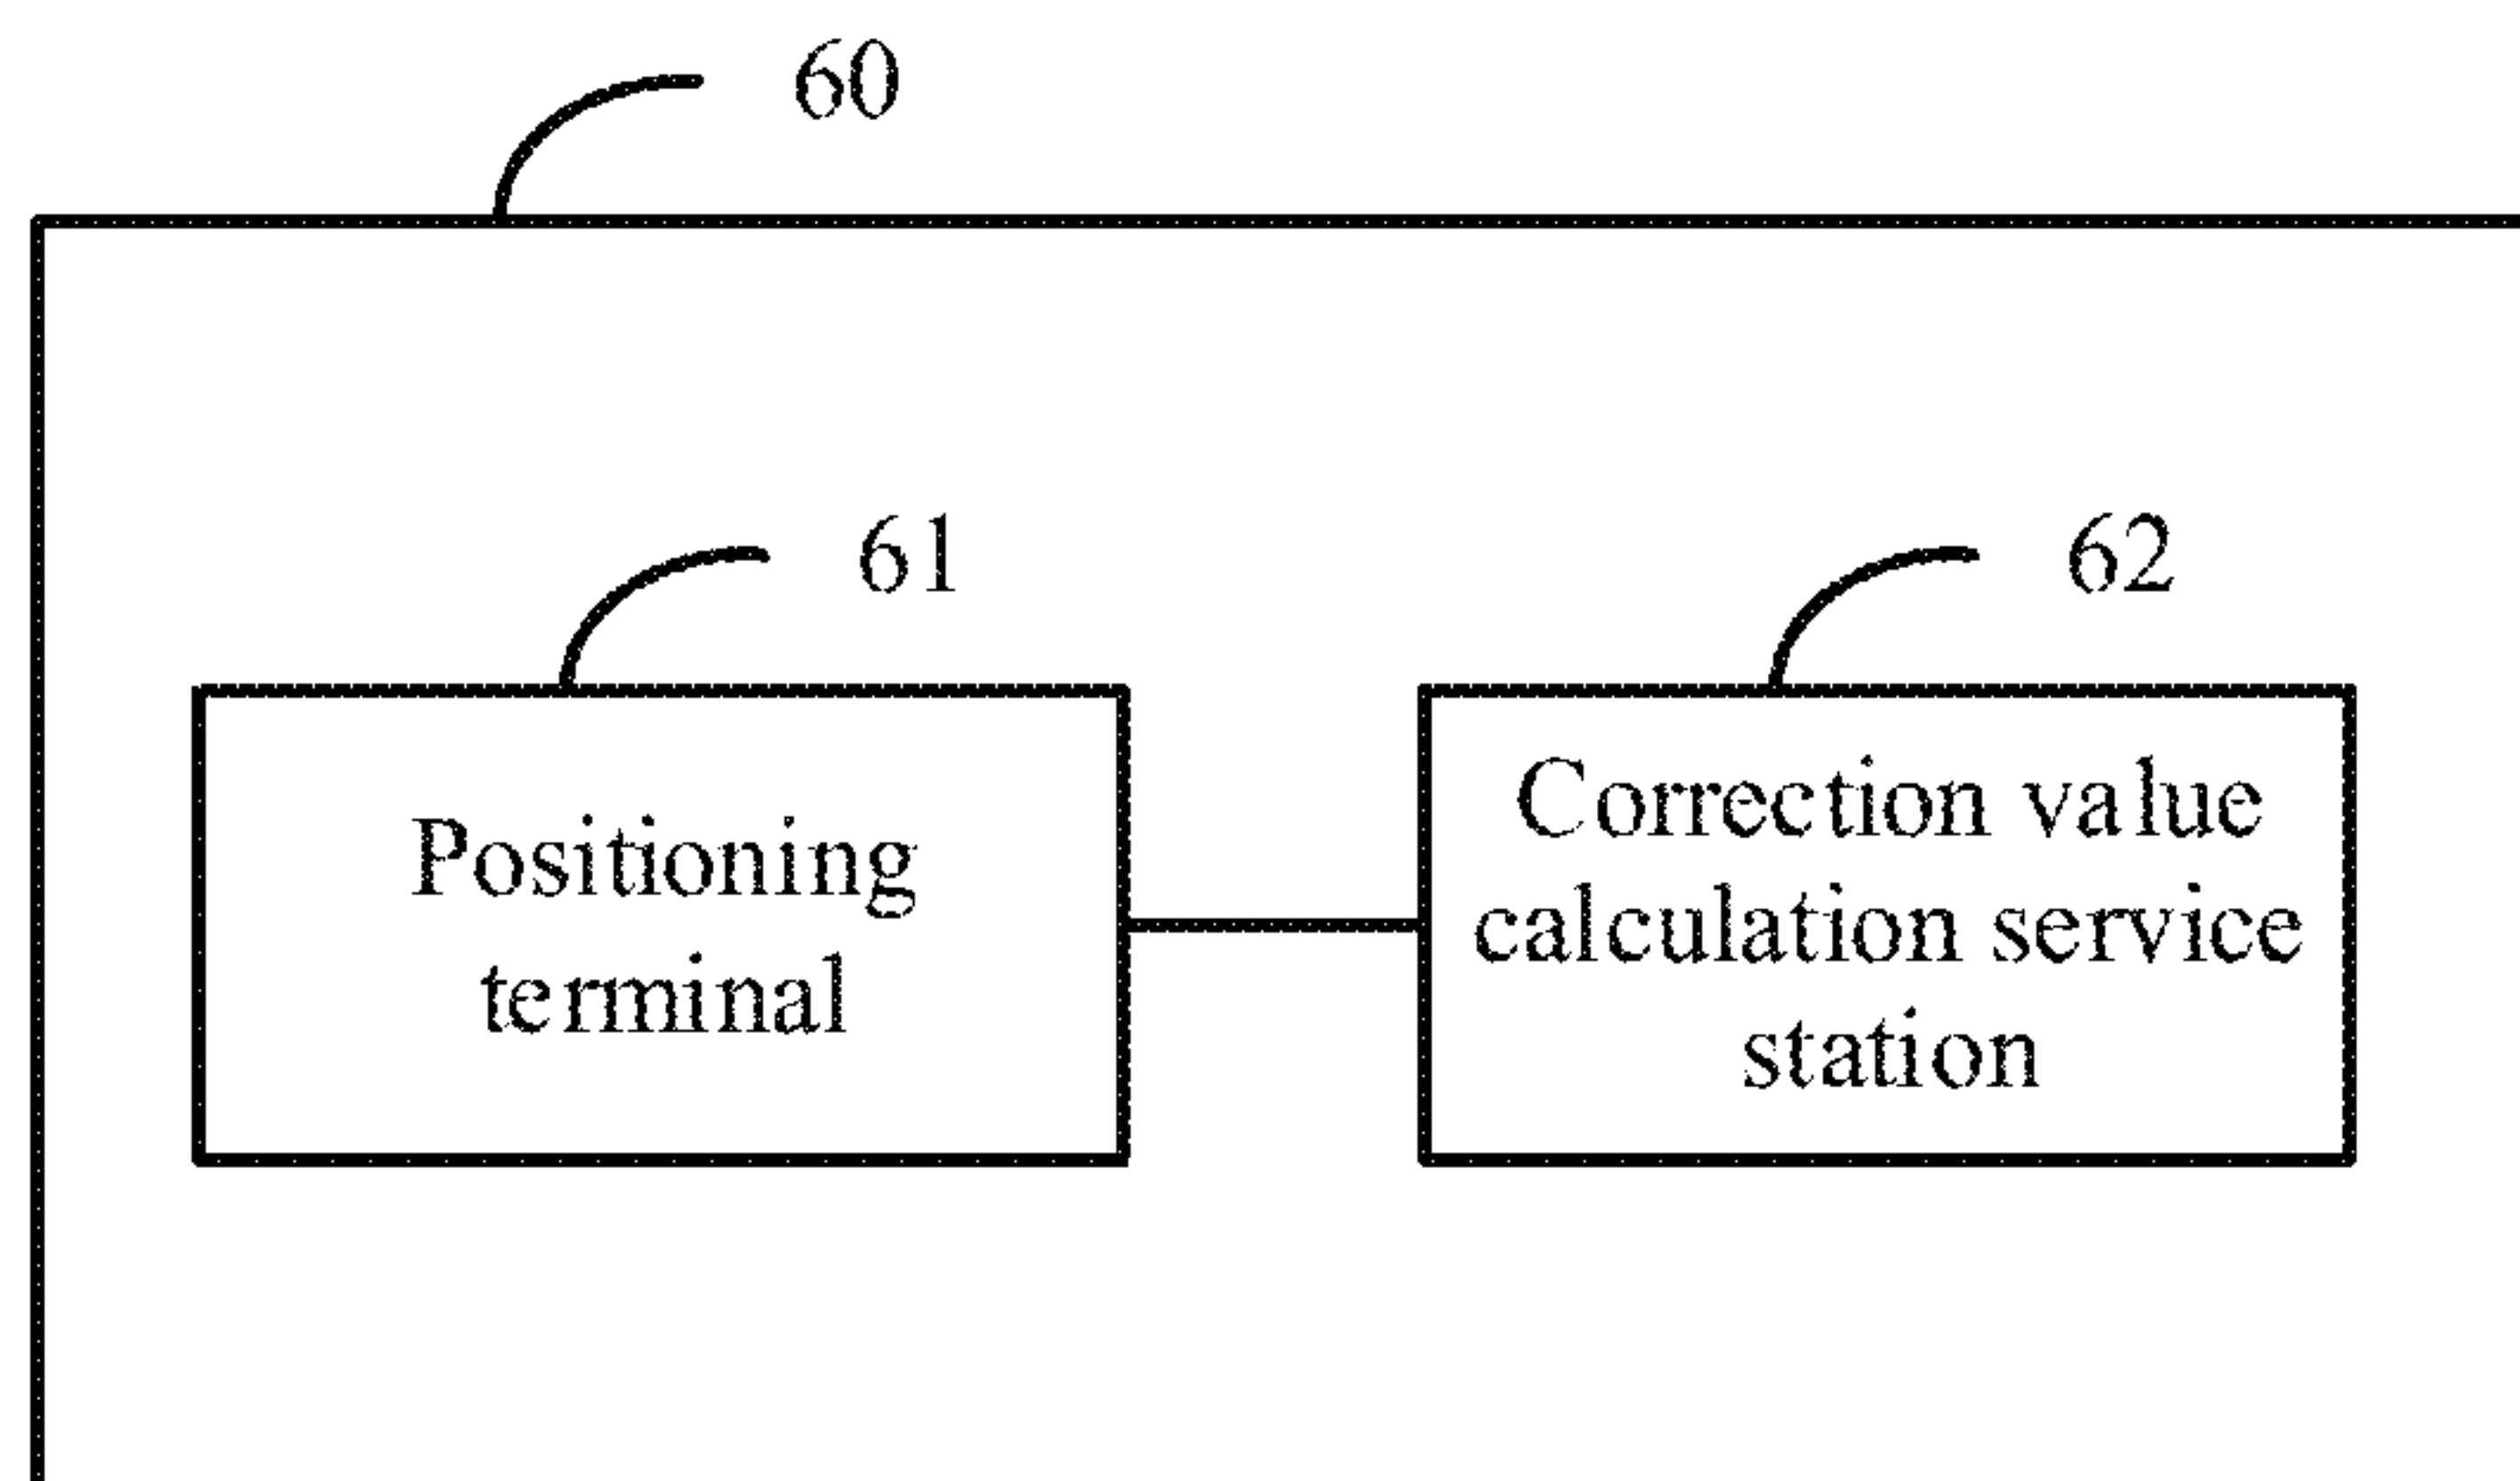 60
61
62
Positioning
terminal
Correction value
calculation service
station